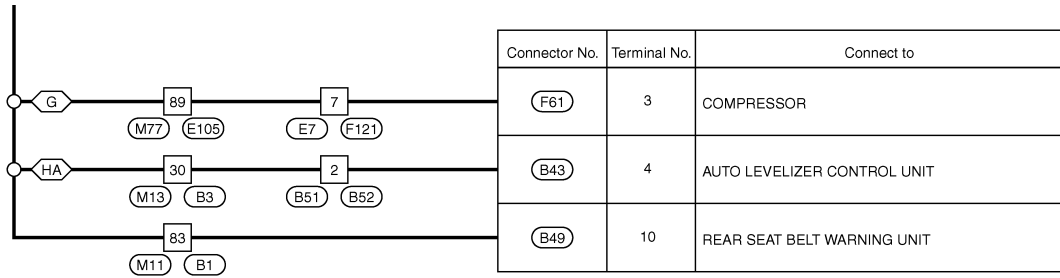 Connector No. Terminal No. Connect to
G 89 7 F61 3 COMPRESSOR
M77 E105 E7 F121
HA 30 2 B43 4 AUTO LEVELIZER CONTROL UNIT
M13 B3 B51 B52
83 B49 10 REAR SEAT BELT WARNING UNIT
M11 B1